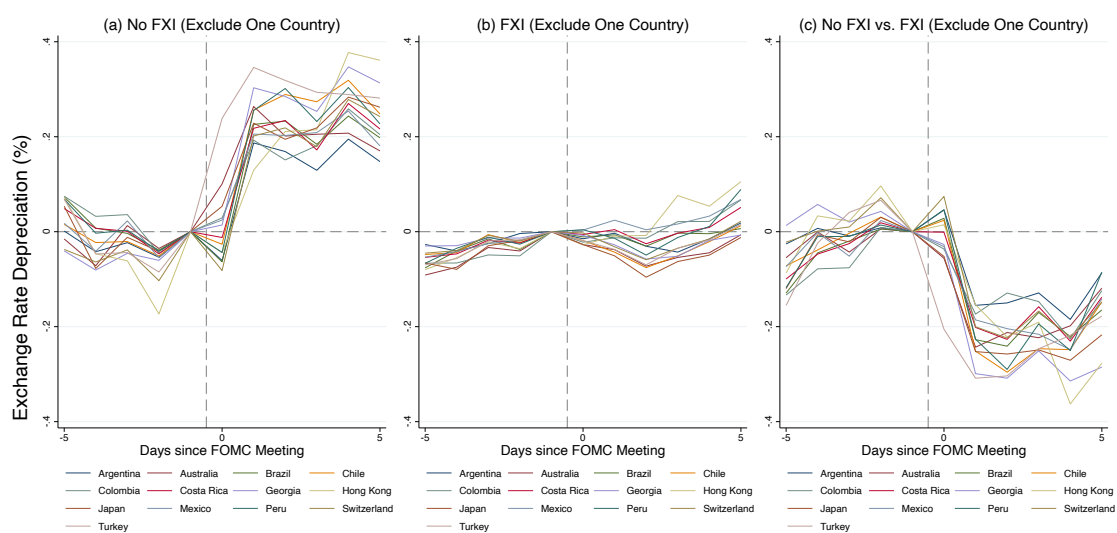 (a) No FXI (Exclude One Country)
(b) FXI (Exclude One Country)
(c) No FXI vs. FXI (Exclude One Country)
Exchange Rate Depreciation (%)
.4
.2
0
-.2
-.4
.4
.2
0
-.2
-.4
.4
.2
0
-.2
-.4
-5 0 5
-5 0 5
-5 0 5
Days since FOMC Meeting
Days since FOMC Meeting
Days since FOMC Meeting
Argentina Australia Brazil Chile
Colombia Costa Rica Georgia Hong Kong
Japan Mexico Peru Switzerland
Turkey
Argentina Australia Brazil Chile
Colombia Costa Rica Georgia Hong Kong
Japan Mexico Peru Switzerland
Turkey
Argentina Australia Brazil Chile
Colombia Costa Rica Georgia Hong Kong
Japan Mexico Peru Switzerland
Turkey